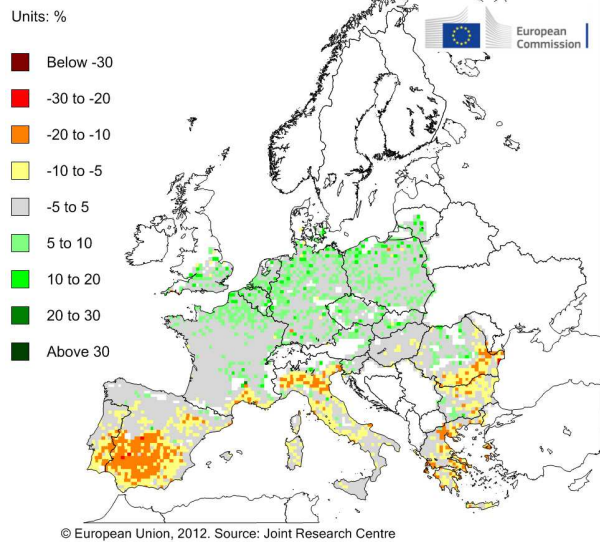 Units: %
Below -30
-30 to -20
-20 to -10
-10 to -5
-5 to 5
5 to 10
10 to 20
20 to 30
Above 30
European
Commission
© European Union, 2012. Source: Joint Research Centre